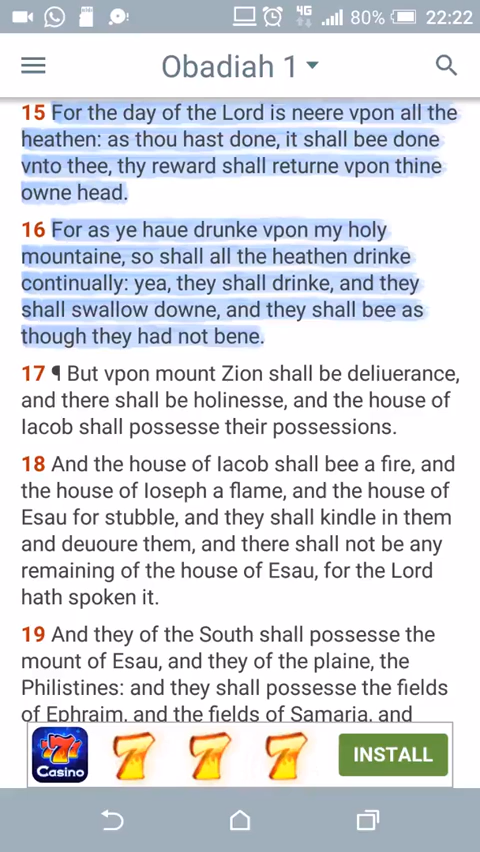 4G 80% 22:22
Obadiah 1
15 For the day of the Lord is neere vpon all the
heathen: as thou hast done, it shall bee done
vnto thee, thy reward shall returne vpon thine
owne head.
16 For as ye haue drunke vpon my holy
mountaine, so shall all the heathen drinke
continually: yea, they shall drinke, and they
shall swallow downe, and they shall bee as
though they had not bene.
17 ¶ But vpon mount Zion shall be deliuerance,
and there shall be holinesse, and the house of
Iacob shall possesse their possessions.
18 And the house of Iacob shall bee a fire, and
the house of Ioseph a flame, and the house of
Esau for stubble, and they shall kindle in them
and deuoure them, and there shall not be any
remaining of the house of Esau, for the Lord
hath spoken it.
19 And they of the South shall possesse the
mount of Esau, and they of the plaine, the
Philistines: and they shall possesse the fields
of Ephraim, and the fields of Samaria, and
777 Casino 7 7 7 INSTALL